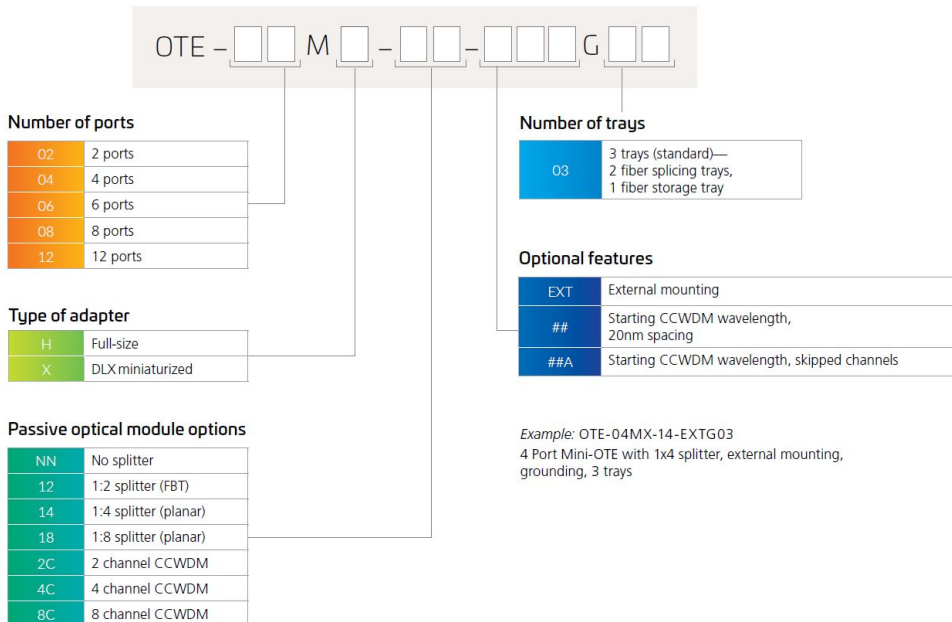 OTE – M – – G
Number of ports
02 2 ports
04 4 ports
06 6 ports
08 8 ports
12 12 ports
Type of adapter
H Full-size
X DLX miniaturized
Passive optical module options
NN No splitter
12 1:2 splitter (FBT)
14 1:4 splitter (planar)
18 1:8 splitter (planar)
2C 2 channel CCWDM
4C 4 channel CCWDM
8C 8 channel CCWDM
Number of trays
03
3 trays (standard)—
2 fiber splicing trays,
1 fiber storage tray
Optional features
EXT External mounting
##
Starting CCWDM wavelength,
20nm spacing
##A Starting CCWDM wavelength, skipped channels
Example: OTE-04MX-14-EXTG03
4 Port Mini-OTE with 1x4 splitter, external mounting,
grounding, 3 trays